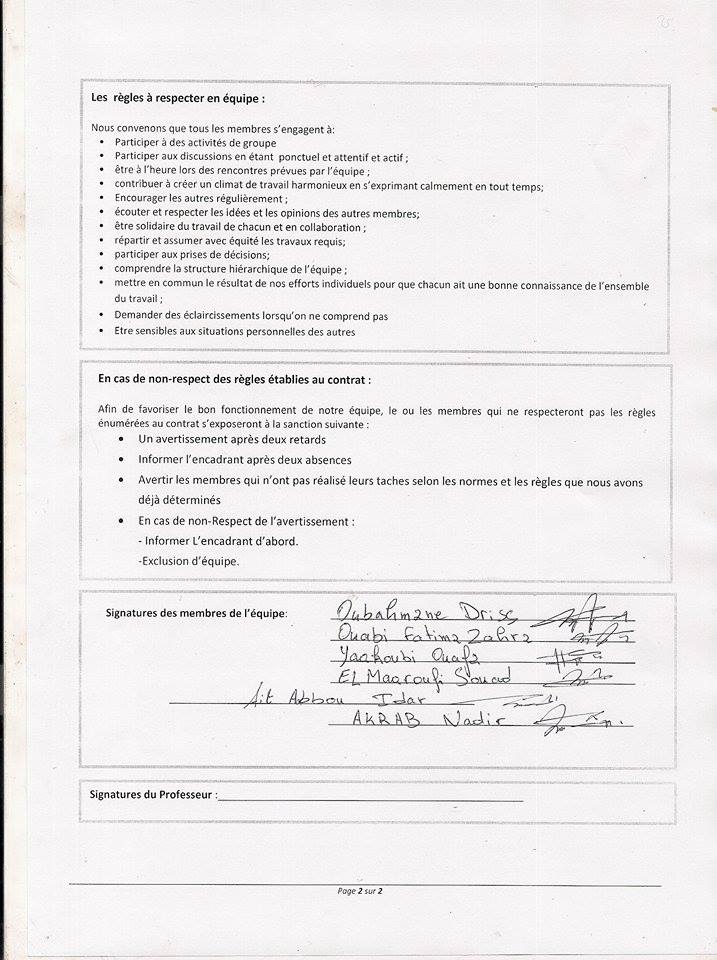 Les règles à respecter en équipe :
Nous convenons que tous les membres s'engagent à:
• Participer à des activités de groupe
• Participer aux discussions en étant ponctuel et attentif et actif ;
• être à l'heure lors des rencontres prévues par l'équipe ;
• contribuer à créer un climat de travail harmonieux en s'exprimant calmement en tout temps;
• Encourager les autres régulièrement ;
• écouter et respecter les idées et les opinions des autres membres;
• être solidaire du travail de chacun et en collaboration ;
• répartir et assumer avec équité les travaux requis;
• participer aux prises de décisions;
• comprendre la structure hiérarchique de l'équipe ;
• mettre en commun le résultat de nos efforts individuels pour que chacun ait une bonne connaissance de l'ensemble
du travail ;
• Demander des éclaircissements lorsqu'on ne comprend pas
• Etre sensibles aux situations personnelles des autres
En cas de non-respect des règles établies au contrat :
Afin de favoriser le bon fonctionnement de notre équipe, le ou les membres qui ne respecteront pas les règles
énumérées au contrat s'exposeront à la sanction suivante :
• Un avertissement après deux retards
• Informer l'encadrant après deux absences
• Avertir les membres qui n'ont pas réalisé leurs taches selon les normes et les règles que nous avons
déjà déterminés
• En cas de non-Respect de l'avertissement :
- Informer L'encadrant d'abord.
-Exclusion d'équipe.
Signatures des membres de l'équipe: Oubahmane Driss
Ouabi Fatima Zahra
Yaakoubi Ouafa
EL Maaroufi Souad
Ait Abbou Idar
AKRAB Nadir
Signatures du Professeur :
Page 2 sur 2